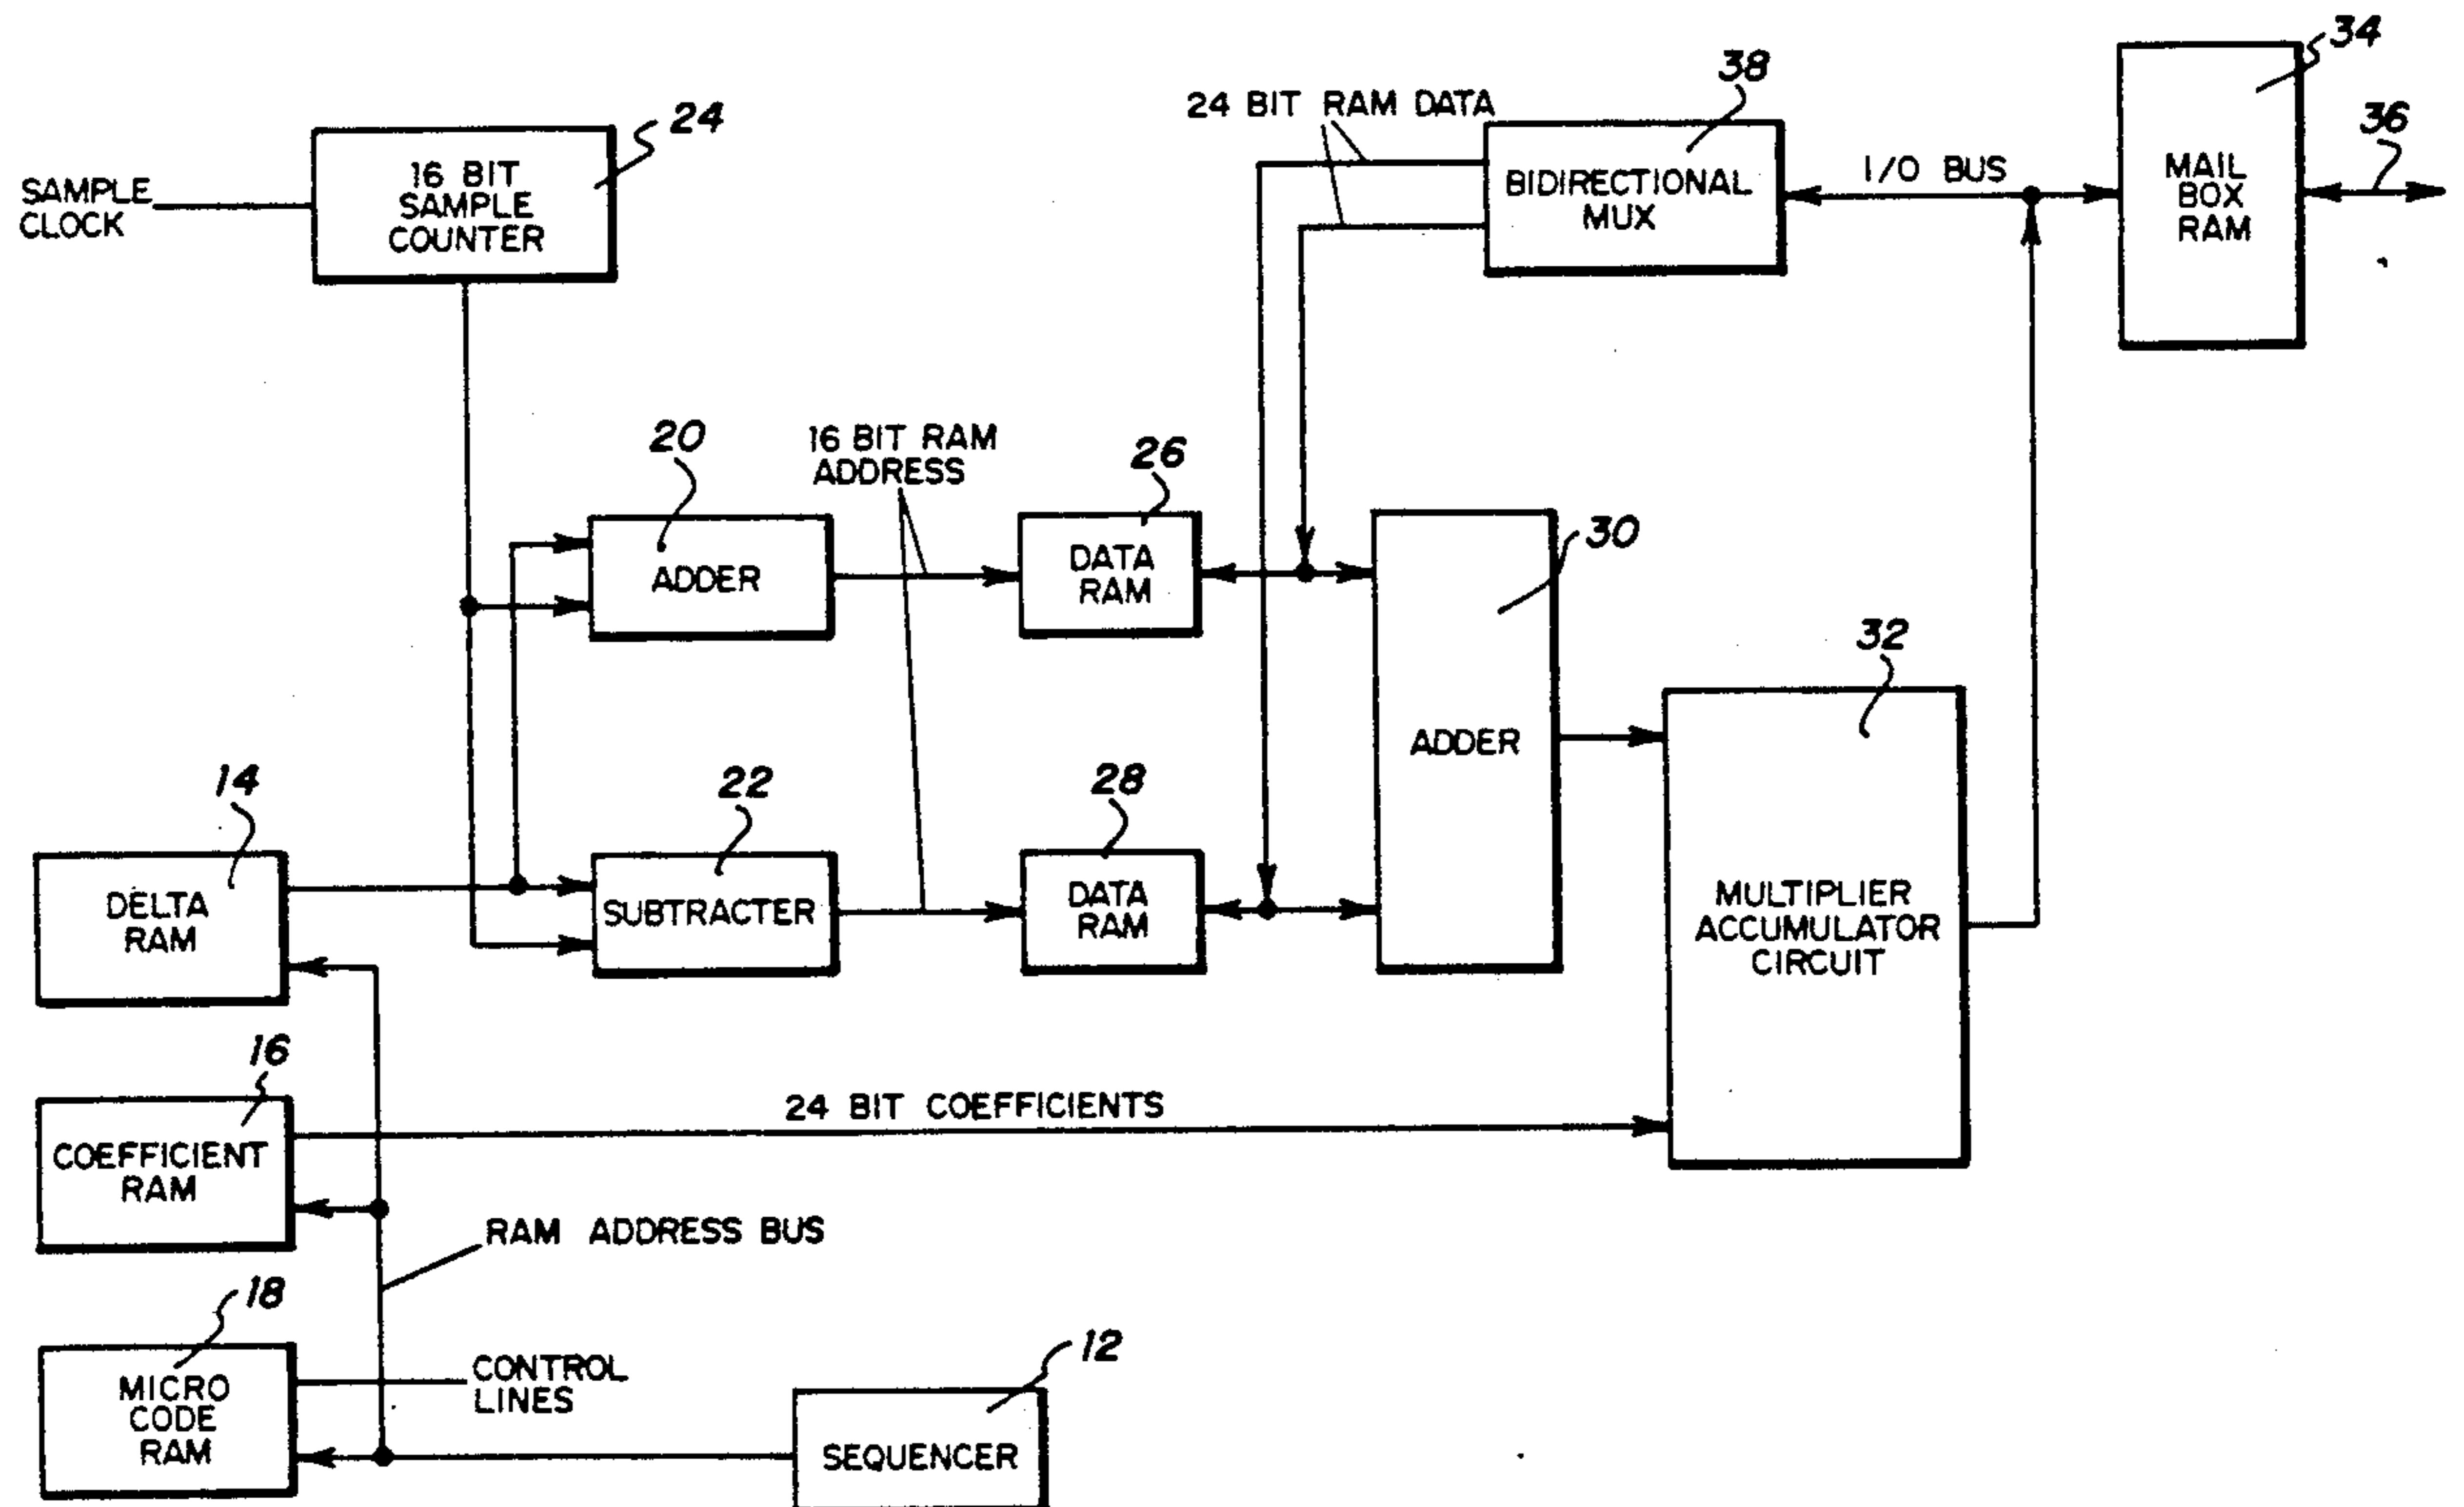 34
38
24 BIT RAM DATA
36
24
16 BIT
SAMPLE
COUNTER
SAMPLE
CLOCK
BIDIRECTIONAL
MUX
I/O BUS
MAIL
BOX
RAM
20
16 BIT RAM
ADDRESS
26
30
ADDER
DATA
RAM
32
14
22
28
ADDER
DELTA
RAM
SUBTRACTER
DATA
RAM
MULTIPLIER
ACCUMULATOR
CIRCUIT
16
24 BIT COEFFICIENTS
COEFFICIENT
RAM
RAM ADDRESS BUS
18
12
MICRO
CODE
RAM
CONTROL
LINES
SEQUENCER